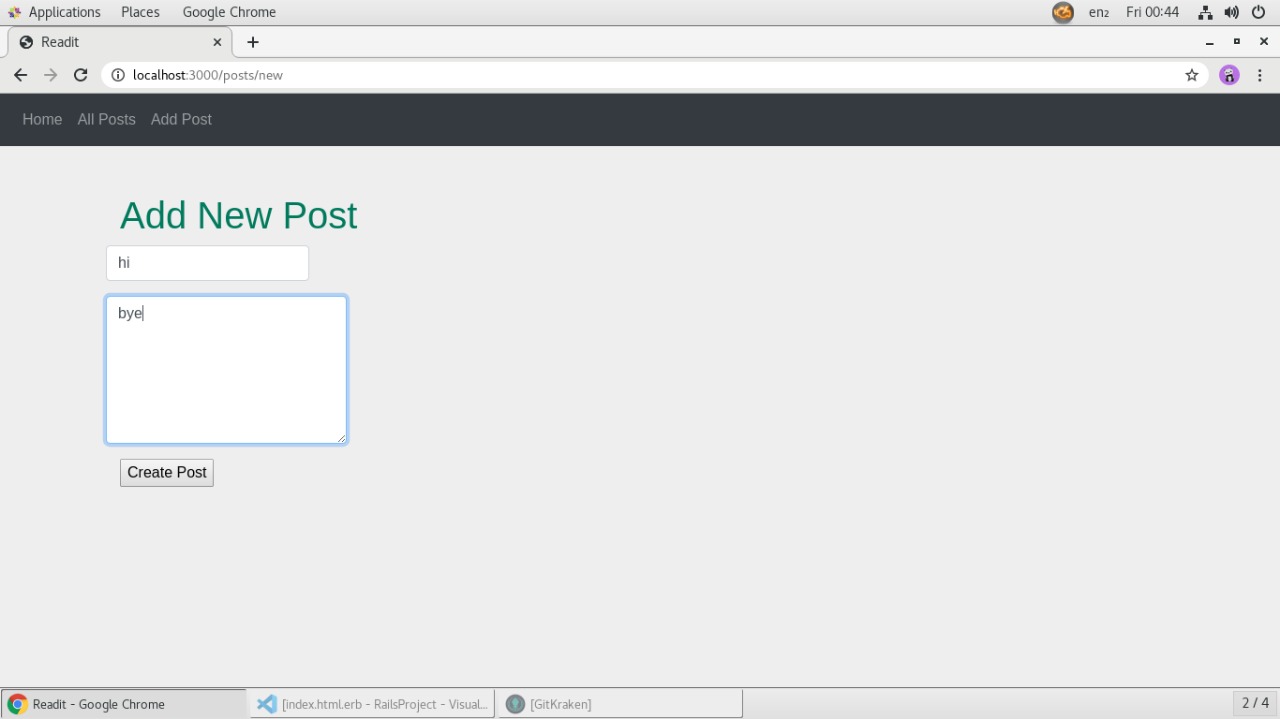 Applications Places Google Chrome en₂ Fri 00:44
Readit
localhost:3000/posts/new
Home All Posts Add Post
Add New Post
hi
bye
Create Post
Readit - Google Chrome [index.html.erb - RailsProject - Visual... [GitKraken] 2 / 4